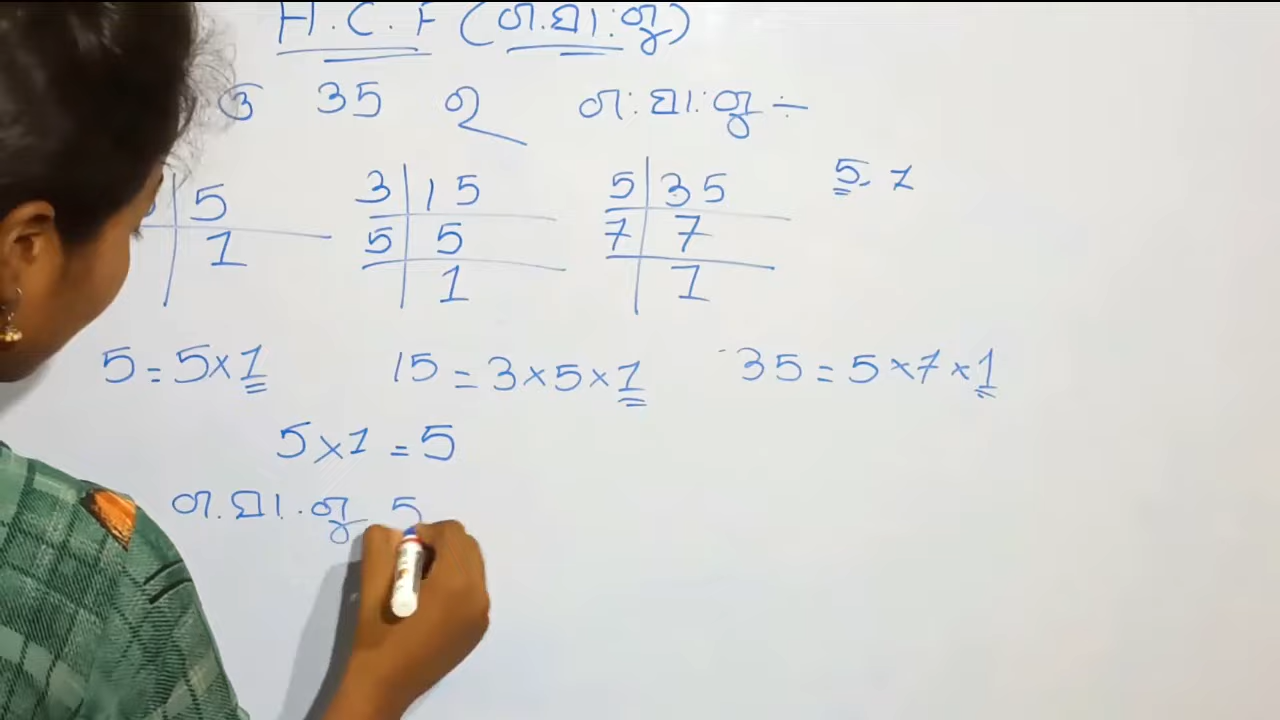 H.C.F (ଗ.ସା.ଗୁ)
ଓ 35 ର ଗ.ସା.ଗୁ ÷
5 3 | 15 5 | 35 5, 7
1 5 | 5 7 | 7
1 1
5 = 5×1 15 = 3×5×1 35 = 5×7×1
5×1 = 5
ଗ.ସା.ଗୁ 5